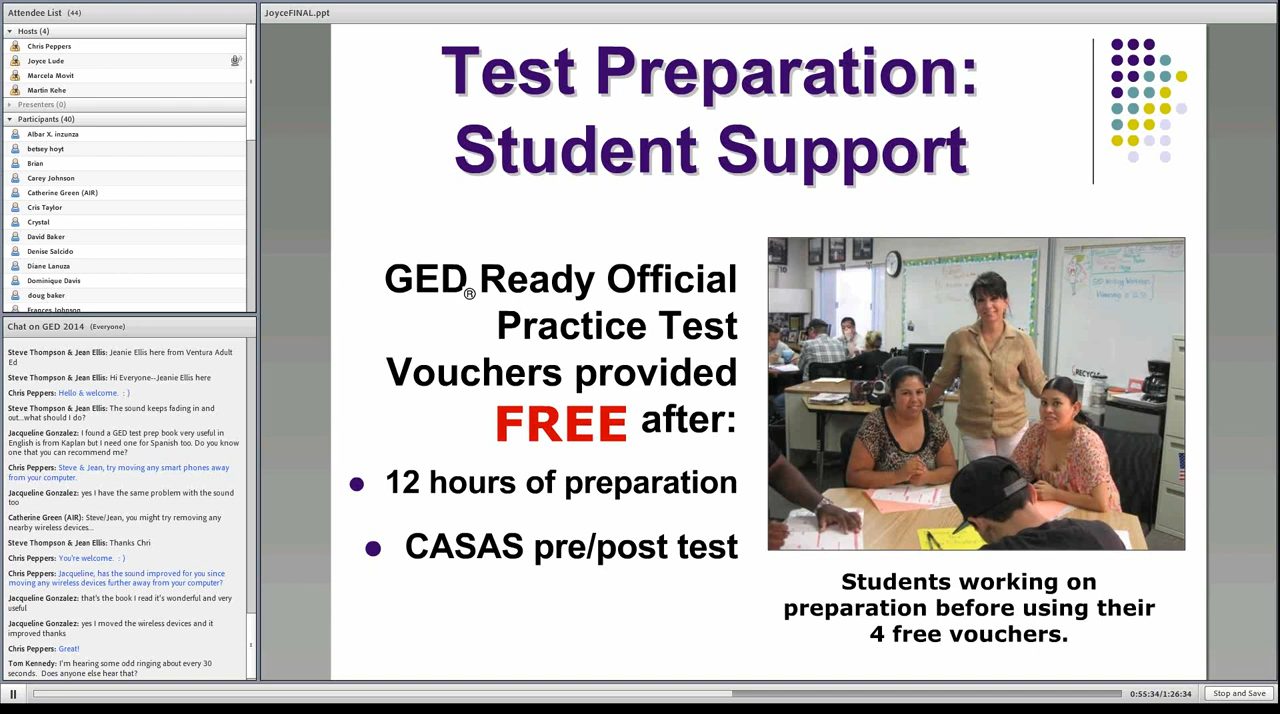 Attendee List (44)
Hosts (4)
Chris Peppers
Joyce Lude
Marcela Movit
Martin Kehe
Presenters (0)
Participants (40)
Albar X. inzunza
betsey hoyt
Brian
Carey Johnson
Catherine Green (AIR)
Cris Taylor
Crystal
David Baker
Denise Salcido
Diane Lanuza
Dominique Davis
doug baker
Frances Johnson
Chat on GED 2014 (Everyone)
Steve Thompson & Jean Ellis: Jeanie Ellis here from Ventura Adult
Ed
Steve Thompson & Jean Ellis: Hi Everyone--Jeanie Ellis here
Chris Peppers: Hello & welcome. : )
Steve Thompson & Jean Ellis: The sound keeps fading in and
out...what should I do?
Jacqueline Gonzalez: I found a GED test prep book very useful in
English is from Kaplan but I need one for Spanish too. Do you know
one that you can recommend me?
Chris Peppers: Steve & Jean, try moving any smart phones away
from your computer.
Jacqueline Gonzalez: yes I have the same problem with the sound
too
Catherine Green (AIR): Steve/Jean, you might try removing any
nearby wireless devices...
Steve Thompson & Jean Ellis: Thanks Chri
Chris Peppers: You're welcome. : )
Chris Peppers: Jacqueline, has the sound improved for you since
moving any wireless devices further away from your computer?
Jacqueline Gonzalez: that's the book I read it's wonderful and very
useful
Jacqueline Gonzalez: yes I moved the wireless devices and it
improved thanks
Chris Peppers: Great!
Tom Kennedy: I'm hearing some odd ringing about every 30
seconds. Does anyone else hear that?
JoyceFINAL.ppt
Test Preparation:
Student Support
GED® Ready Official
Practice Test
Vouchers provided
FREE after:
● 12 hours of preparation
● CASAS pre/post test
RECYCLE
Students working on
preparation before using their
4 free vouchers.
0:55:34/1:26:34
Stop and Save